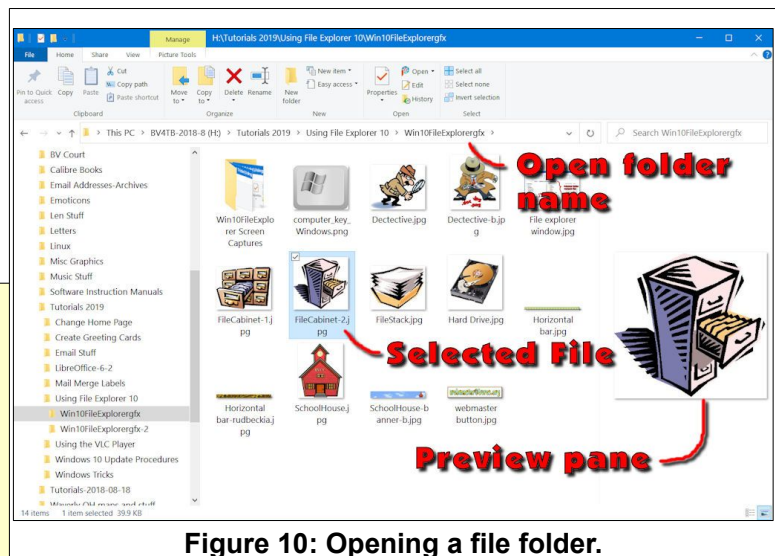 Manage
H:\Tutorials 2019\Using File Explorer 10\Win10FileExplorergfx
File Home Share View Picture Tools
Pin to Quick access
Copy
Paste
Cut
Copy path
Paste shortcut
Move to
Copy to
Delete
Rename
New folder
New item
Easy access
Properties
Open
Edit
History
Select all
Select none
Invert selection
Clipboard Organize New Open Select
This PC > BV4TB-2018-8 (H:) > Tutorials 2019 > Using File Explorer 10 > Win10FileExplorergfx >
Search Win10FileExplorergfx
BV Court
Calibre Books
Email Addresses-Archives
Emoticons
Len Stuff
Letters
Linux
Misc Graphics
Music Stuff
Software Instruction Manuals
Tutorials 2019
Change Home Page
Create Greeting Cards
Email Stuff
LibreOffice-6-2
Mail Merge Labels
Using File Explorer 10
Win10FileExplorergfx
Win10FileExplorergfx-2
Using the VLC Player
Windows 10 Update Procedures
Windows Tricks
Tutorials-2018-08-18
Waverly OH maps and stuff
Open folder
name
Win10FileExplo
rer Screen
Captures
computer_key_
Windows.png
Dectective.jpg
Dectective-b.jp
g
File explorer
window.jpg
FileCabinet-1.j
pg
FileCabinet-2.j
pg
FileStack.jpg
Hard Drive.jpg
Horizontal
bar.jpg
Selected File
Horizontal
bar-rudbeckia.j
pg
SchoolHouse.j
pg
SchoolHouse-b
anner-b.jpg
webmaster
button.jpg
Preview pane
14 items 1 item selected 39.9 KB
Figure 10: Opening a file folder.